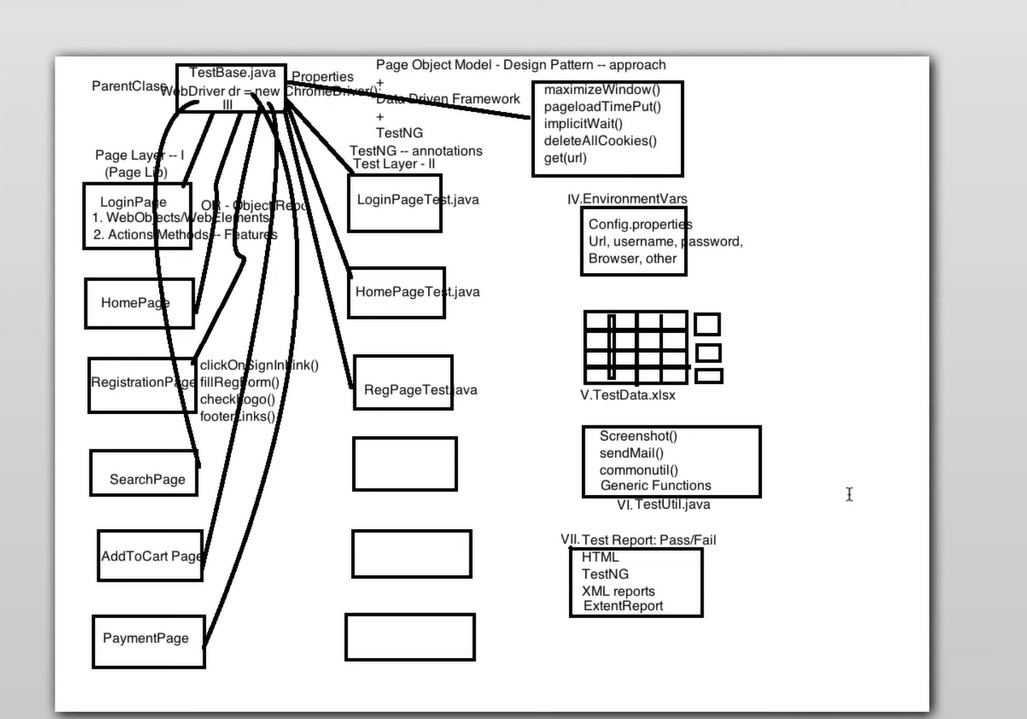 Page Object Model - Design Pattern -- approach
+
Data Driven Framework
+
TestNG
TestNG -- annotations
Test Layer - II
ParentClass
TestBase.java
WebDriver dr = new ChromeDriver();
III
Properties
maximizeWindow()
pageloadTimePut()
implicitWait()
deleteAllCookies()
get(url)
Page Layer -- I
(Page Lib)
LoginPage
OR - Object Repo
1. WebObjects/WebElements
2. Actions/Methods -- Features
HomePage
RegistrationPage
clickOnSignInLink()
fillRegForm()
checkLogo()
footerLinks()
SearchPage
AddToCart Page
PaymentPage
LoginPageTest.java
HomePageTest.java
RegPageTest.java
IV.EnvironmentVars
Config.properties
Url, username, password,
Browser, other
V.TestData.xlsx
Screenshot()
sendMail()
commonutil()
Generic Functions
VI. TestUtil.java
VII. Test Report: Pass/Fail
HTML
TestNG
XML reports
ExtentReport